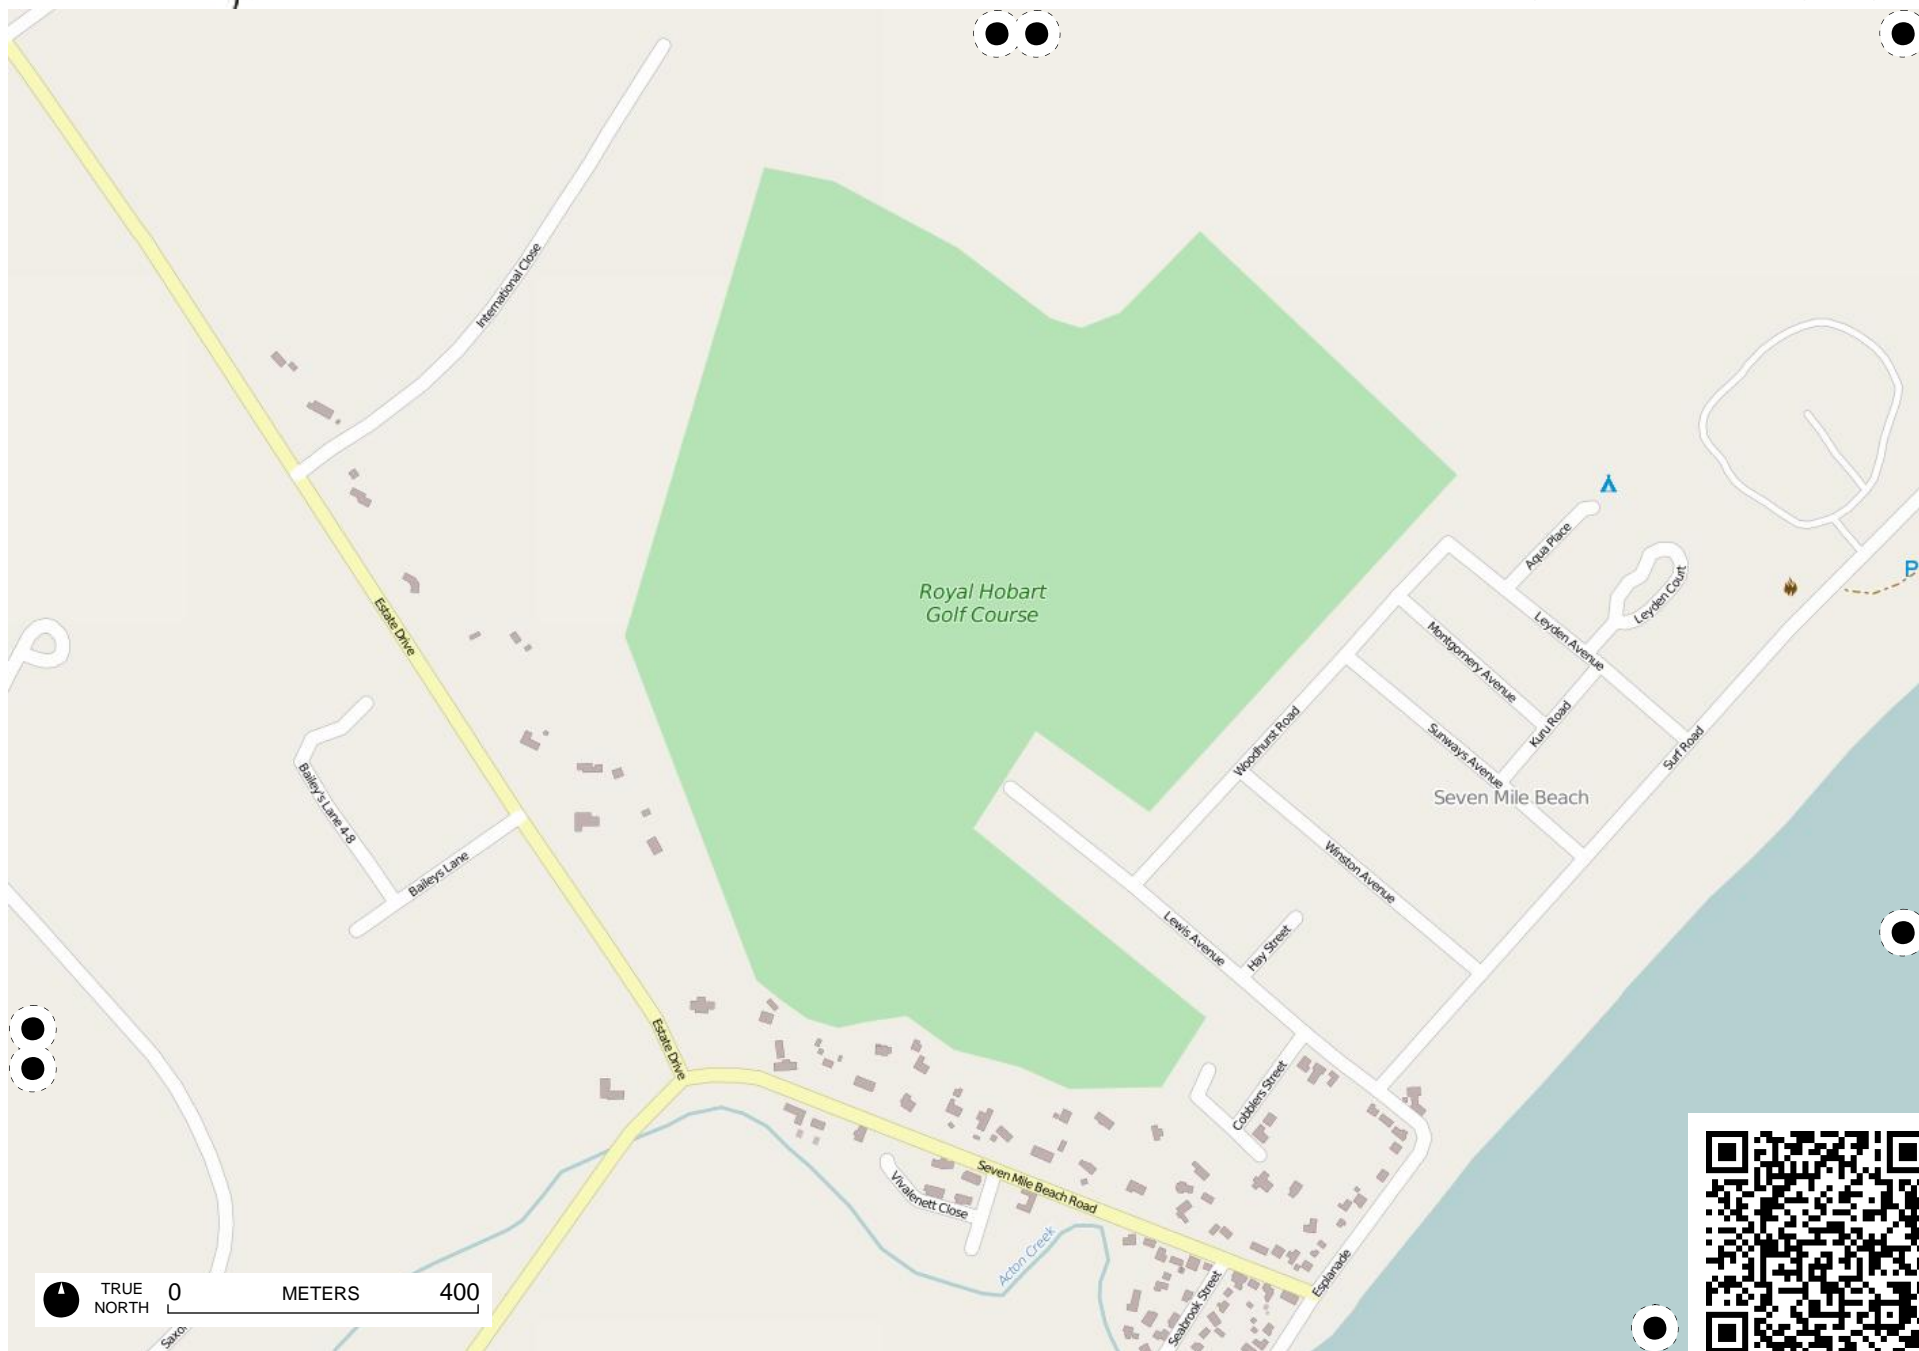 International Close
Estate Drive
Royal Hobart
Golf Course
Aqua Place
Leyden Court
P
Leyden Avenue
Montgomery Avenue
Kuru Road
Woodhurst Road
Sunways Avenue
Surf Road
Seven Mile Beach
Bailey's Lane 4-8
Baileys Lane
Winston Avenue
Lewis Avenue
Hay Street
Estate Drive
Cobblers Street
Vivalenett Close
Seven Mile Beach Road
Acton Creek
Esplanade
Seabrook Street
TRUE
NORTH
0 METERS 400